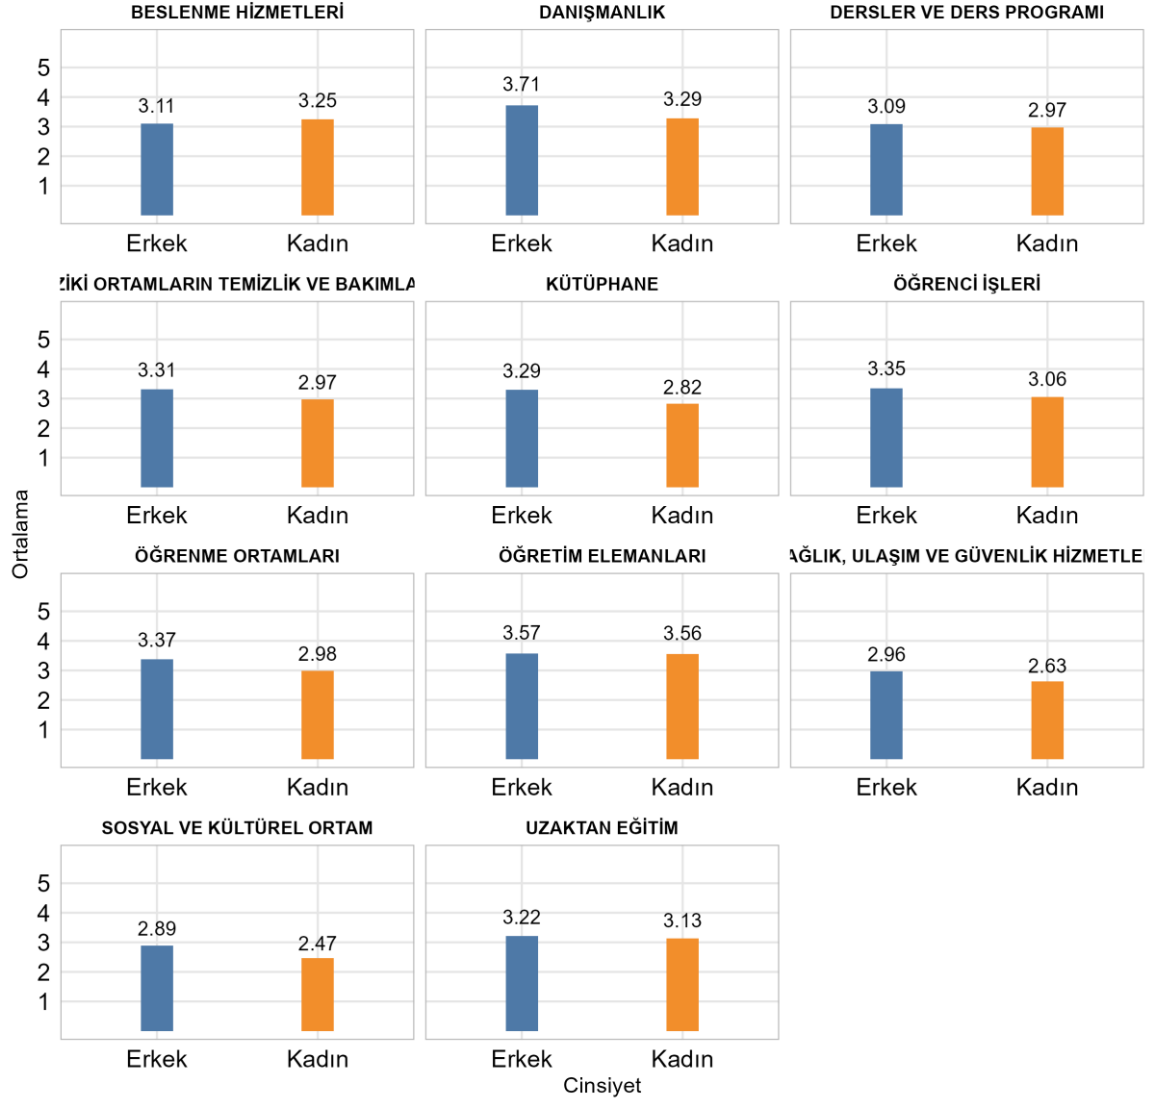 BESLENME HİZMETLERİ
DANIŞMANLIK
DERSLER VE DERS PROGRAMI
5
4
3
2
1
3.11
3.25
3.71
3.29
3.09
2.97
Erkek
Kadın
Erkek
Kadın
Erkek
Kadın
ZİKİ ORTAMLARIN TEMİZLİK VE BAKIMLA
KÜTÜPHANE
ÖĞRENCİ İŞLERİ
5
4
3
2
1
3.31
2.97
3.29
2.82
3.35
3.06
Erkek
Kadın
Erkek
Kadın
Erkek
Kadın
Ortalama
ÖĞRENME ORTAMLARI
ÖĞRETİM ELEMANLARI
AĞLIK, ULAŞIM VE GÜVENLİK HİZMETLE
5
4
3
2
1
3.37
2.98
3.57
3.56
2.96
2.63
Erkek
Kadın
Erkek
Kadın
Erkek
Kadın
SOSYAL VE KÜLTÜREL ORTAM
UZAKTAN EĞİTİM
5
4
3
2
1
2.89
2.47
3.22
3.13
Erkek
Kadın
Erkek
Kadın
Cinsiyet